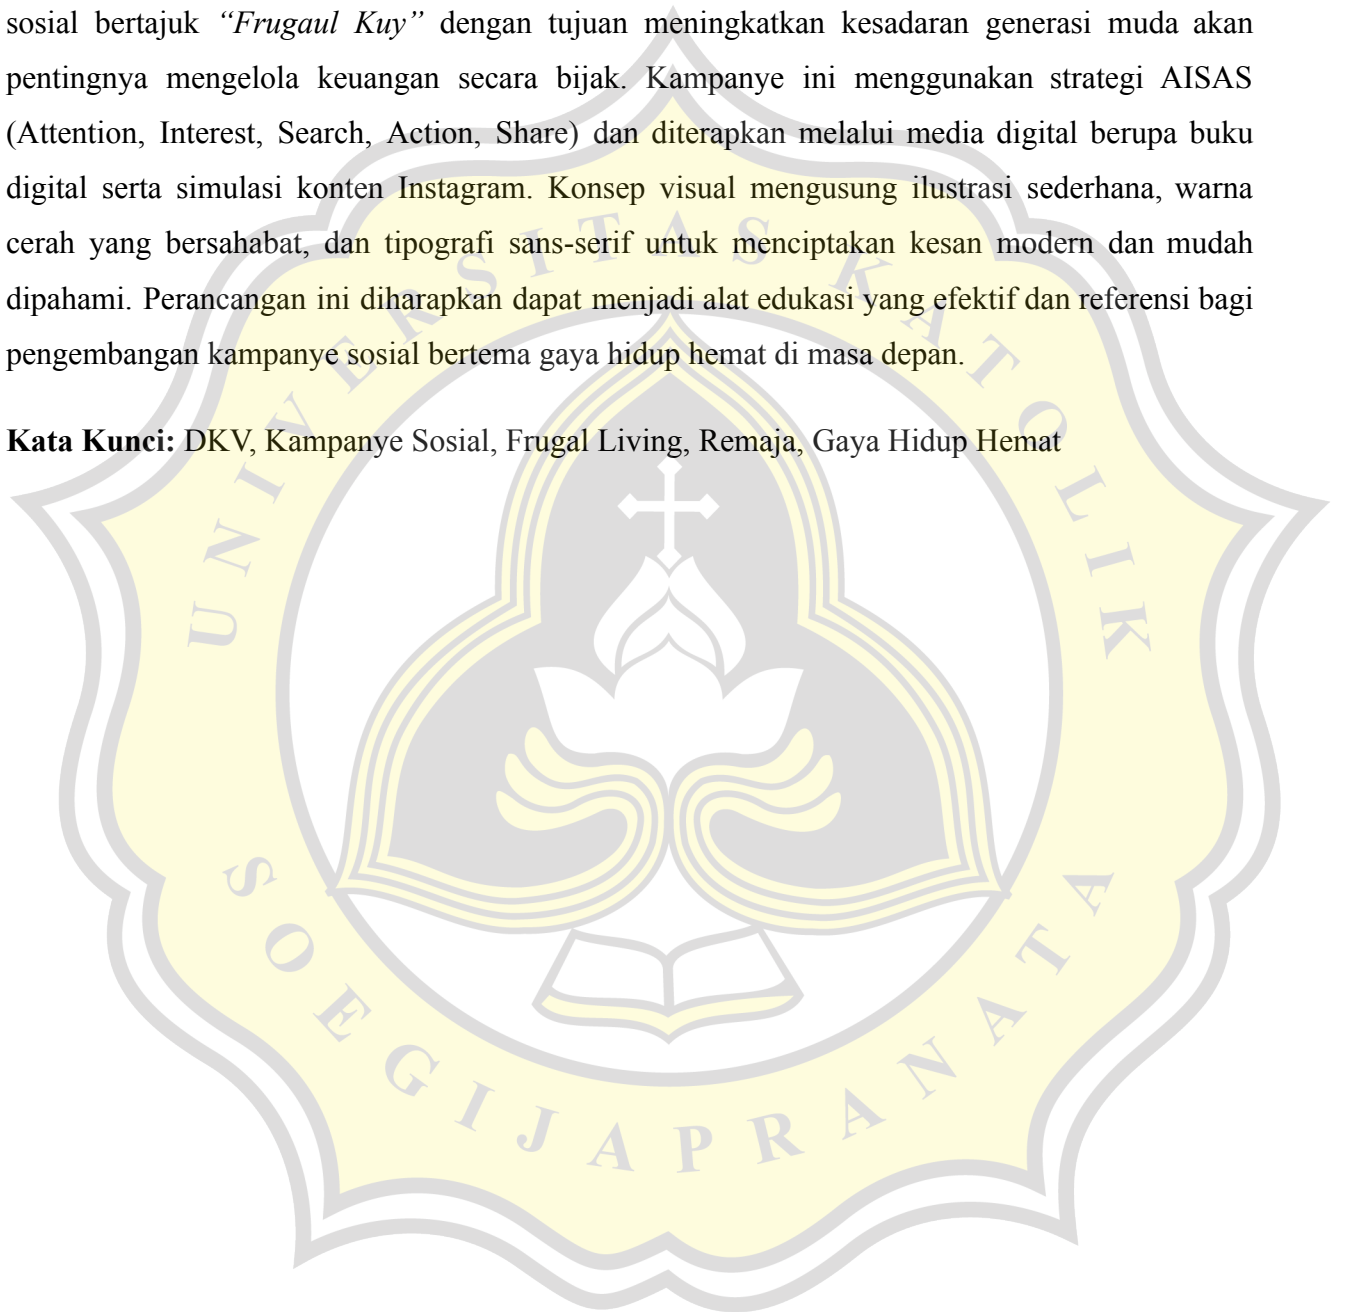 sosial bertajuk “Frugaul Kuy” dengan tujuan meningkatkan kesadaran generasi muda akan
pentingnya mengelola keuangan secara bijak. Kampanye ini menggunakan strategi AISAS
(Attention, Interest, Search, Action, Share) dan diterapkan melalui media digital berupa buku
digital serta simulasi konten Instagram. Konsep visual mengusung ilustrasi sederhana, warna
cerah yang bersahabat, dan tipografi sans-serif untuk menciptakan kesan modern dan mudah
dipahami. Perancangan ini diharapkan dapat menjadi alat edukasi yang efektif dan referensi bagi
pengembangan kampanye sosial bertema gaya hidup hemat di masa depan.
Kata Kunci: DKV, Kampanye Sosial, Frugal Living, Remaja, Gaya Hidup Hemat
UNIVERSITAS KATOLIK
SOEGIJAPRANATA